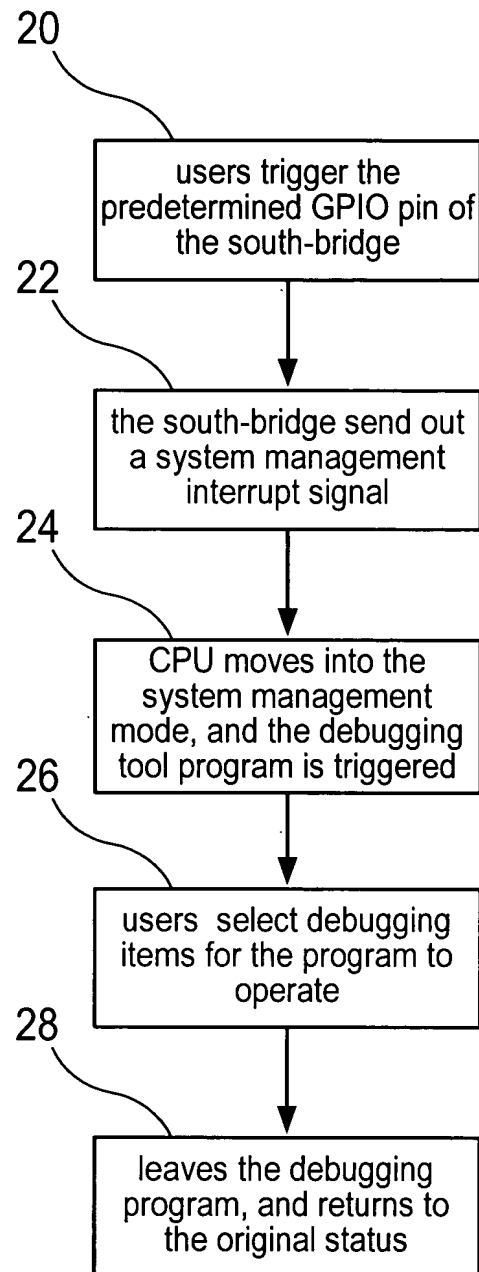 20
users trigger the
predetermined GPIO pin of
the south-bridge
22
the south-bridge send out
a system management
interrupt signal
24
CPU moves into the
system management
mode, and the debugging
tool program is triggered
26
users select debugging
items for the program to
operate
28
leaves the debugging
program, and returns to
the original status